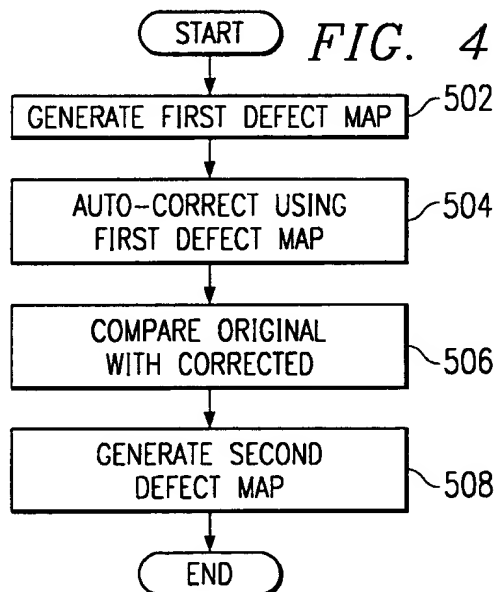 START
FIG. 4
GENERATE FIRST DEFECT MAP
502
AUTO-CORRECT USING
FIRST DEFECT MAP
504
COMPARE ORIGINAL
WITH CORRECTED
506
GENERATE SECOND
DEFECT MAP
508
END